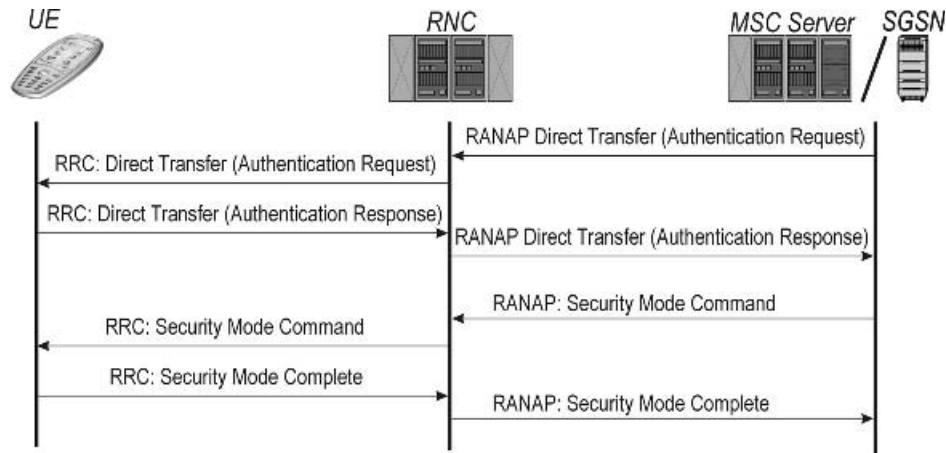 UE
RNC
MSC Server / SGSN
RANAP Direct Transfer (Authentication Request)
RRC: Direct Transfer (Authentication Request)
RRC: Direct Transfer (Authentication Response)
RANAP Direct Transfer (Authentication Response)
RANAP: Security Mode Command
RRC: Security Mode Command
RRC: Security Mode Complete
RANAP: Security Mode Complete